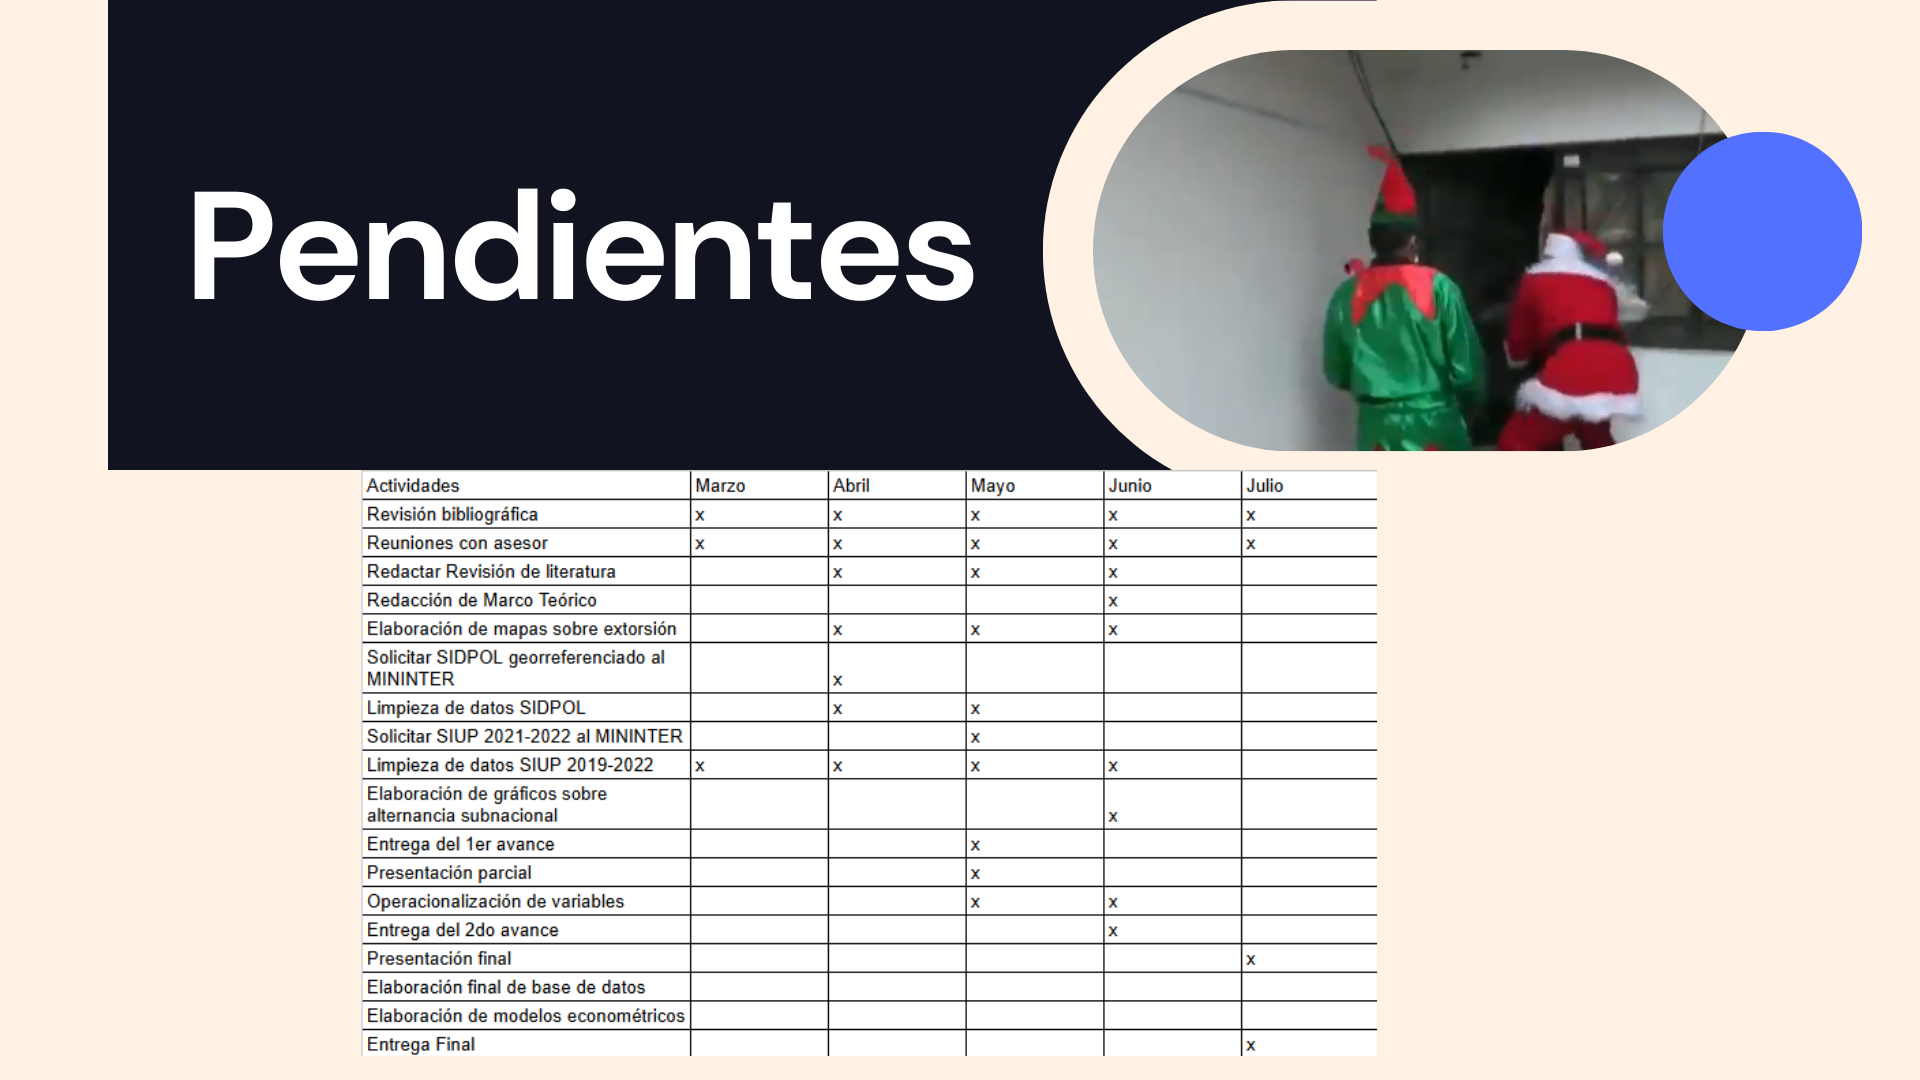 Pendientes
Actividades Marzo Abril Mayo Junio Julio
Revisión bibliográfica x x x x x
Reuniones con asesor x x x x x
Redactar Revisión de literatura x x x
Redacción de Marco Teórico x
Elaboración de mapas sobre extorsión x x x
Solicitar SIDPOL georreferenciado al
MININTER x
Limpieza de datos SIDPOL x x
Solicitar SIUP 2021-2022 al MININTER x
Limpieza de datos SIUP 2019-2022 x x x x
Elaboración de gráficos sobre
alternancia subnacional x
Entrega del 1er avance x
Presentación parcial x
Operacionalización de variables x x
Entrega del 2do avance x
Presentación final x
Elaboración final de base de datos
Elaboración de modelos econométricos
Entrega Final x